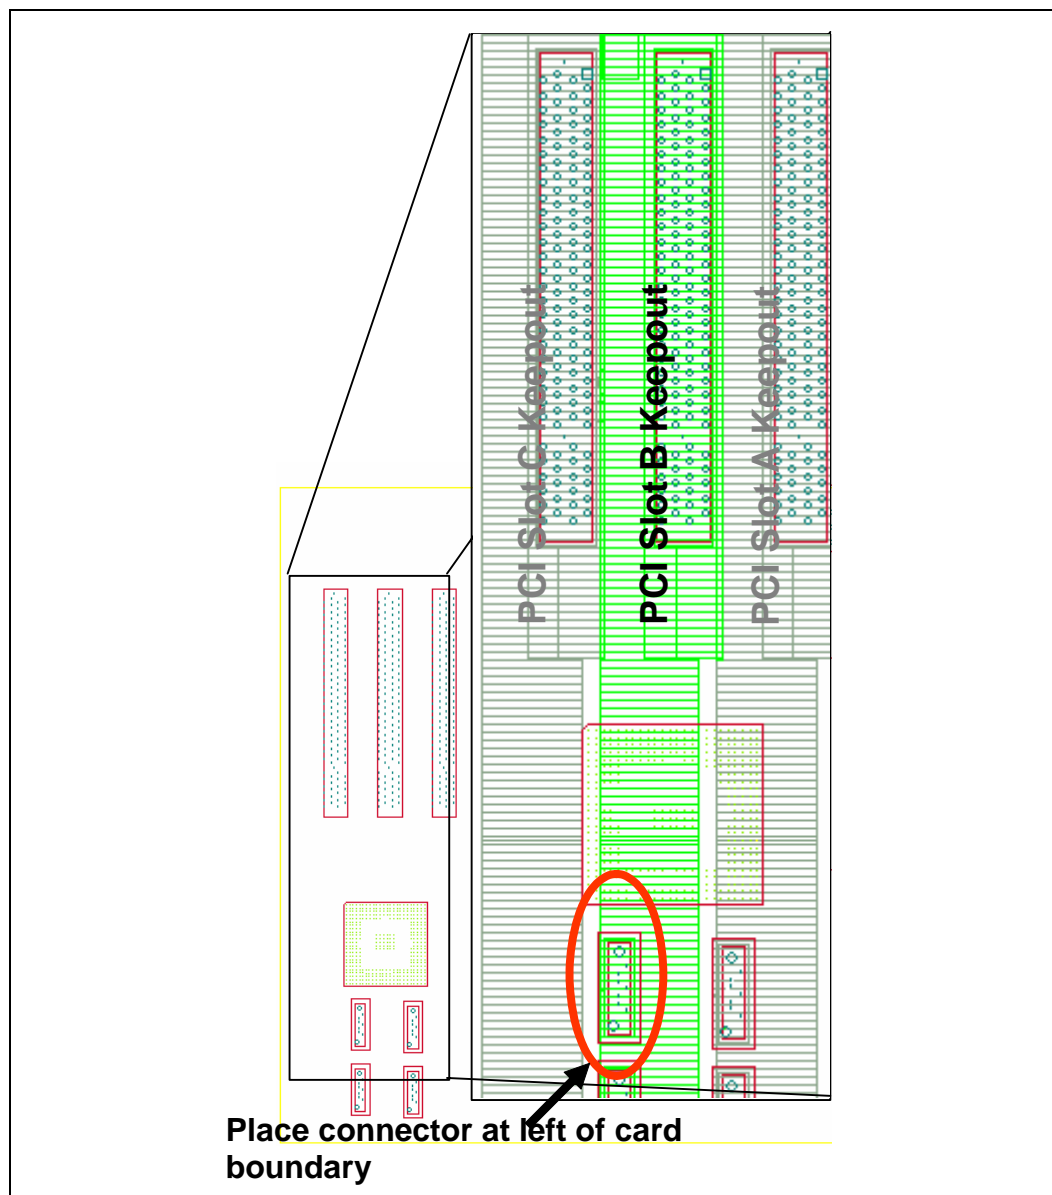 PCI Slot C Keepout
PCI Slot B Keepout
PCI Slot A Keepout
Place connector at left of card
boundary